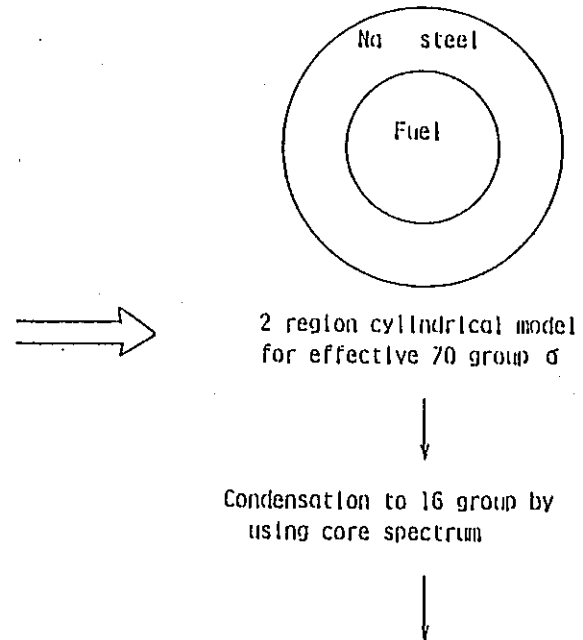 Na steel
Fuel
2 region cylindrical model
for effective 70 group σ
Condensation to 16 group by
using core spectrum